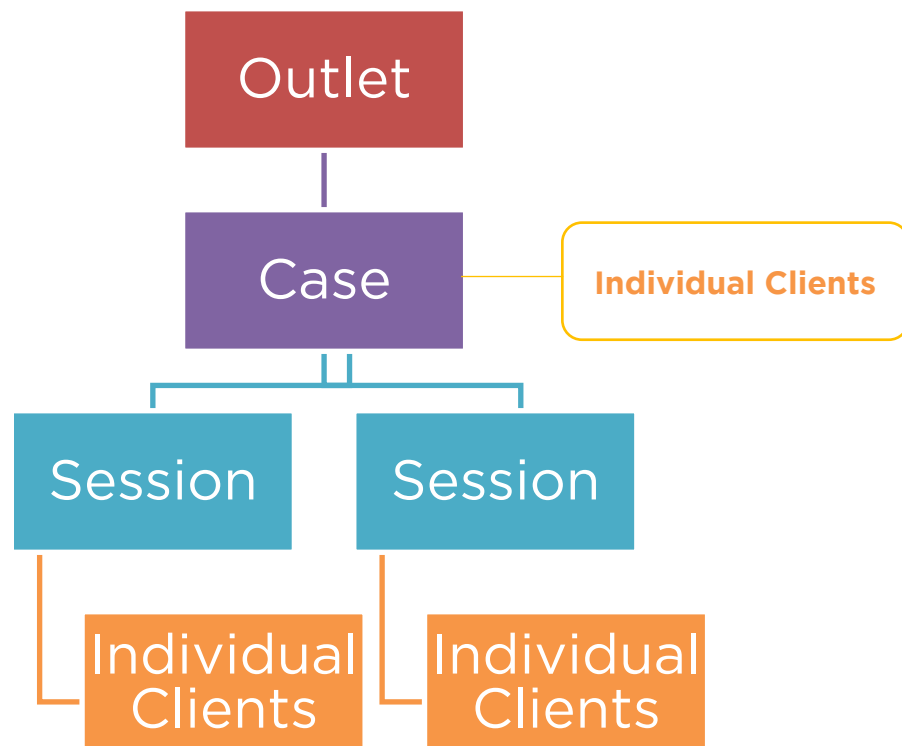 Outlet
Case
Individual Clients
Session
Session
Individual
Clients
Individual
Clients